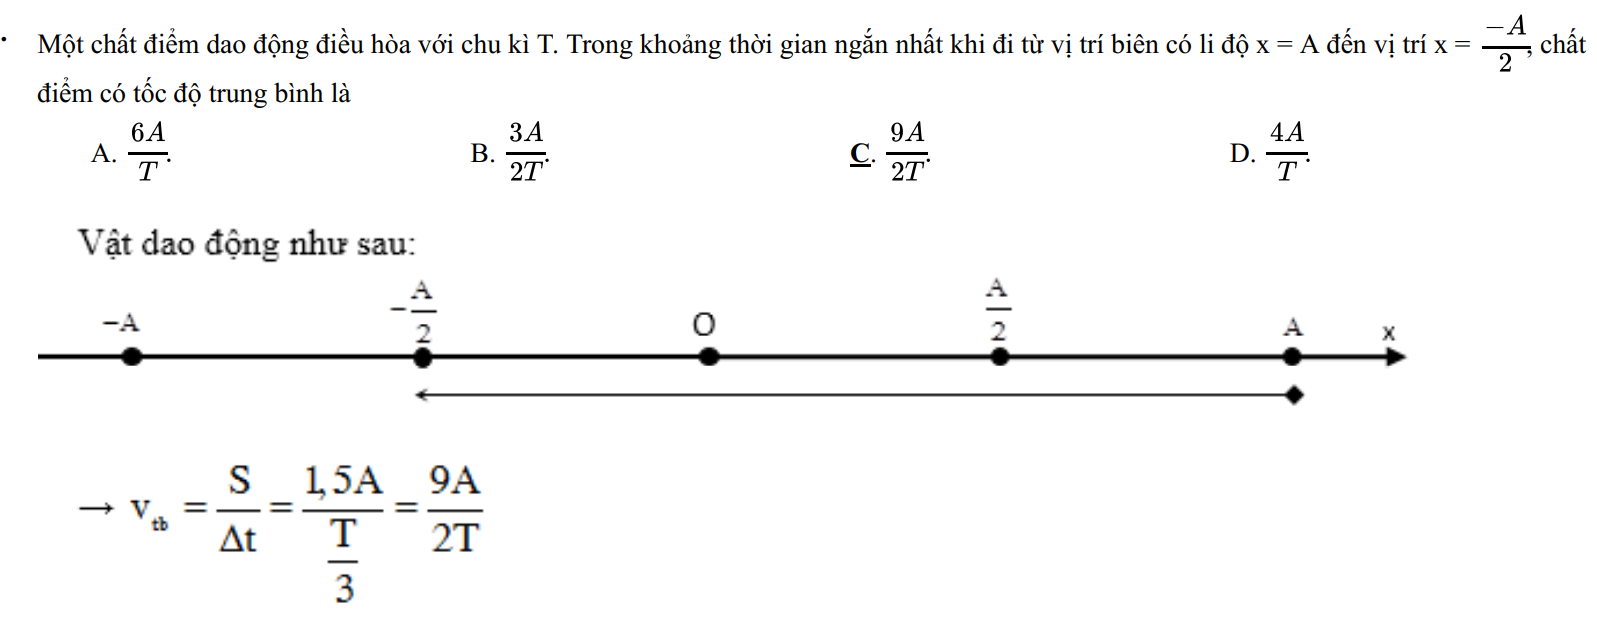 . Một chất điểm dao động điều hòa với chu kì T. Trong khoảng thời gian ngắn nhất khi đi từ vị trí biên có li độ x = A đến vị trí x = \frac{-A}{2}, chất
điểm có tốc độ trung bình là
A. \frac{6A}{T}. B. \frac{3A}{2T}. C. \frac{9A}{2T}. D. \frac{4A}{T}.
Vật dao động như sau:
−A −\frac{A}{2} O \frac{A}{2} A x
→ v_{tb} = \frac{S}{Δt} = \frac{1,5A}{\frac{T}{3}} = \frac{9A}{2T}